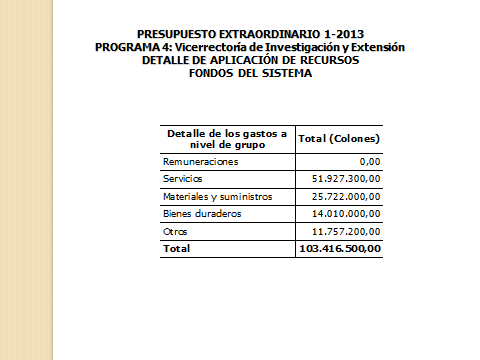 PRESUPUESTO EXTRAORDINARIO 1-2013
PROGRAMA 4: Vicerrectoría de Investigación y Extensión
DETALLE DE APLICACIÓN DE RECURSOS
FONDOS DEL SISTEMA
Detalle de los gastos a nivel de grupo Total (Colones)
Remuneraciones 0,00
Servicios 51.927.300,00
Materiales y suministros 25.722.000,00
Bienes duraderos 14.010.000,00
Otros 11.757.200,00
Total 103.416.500,00